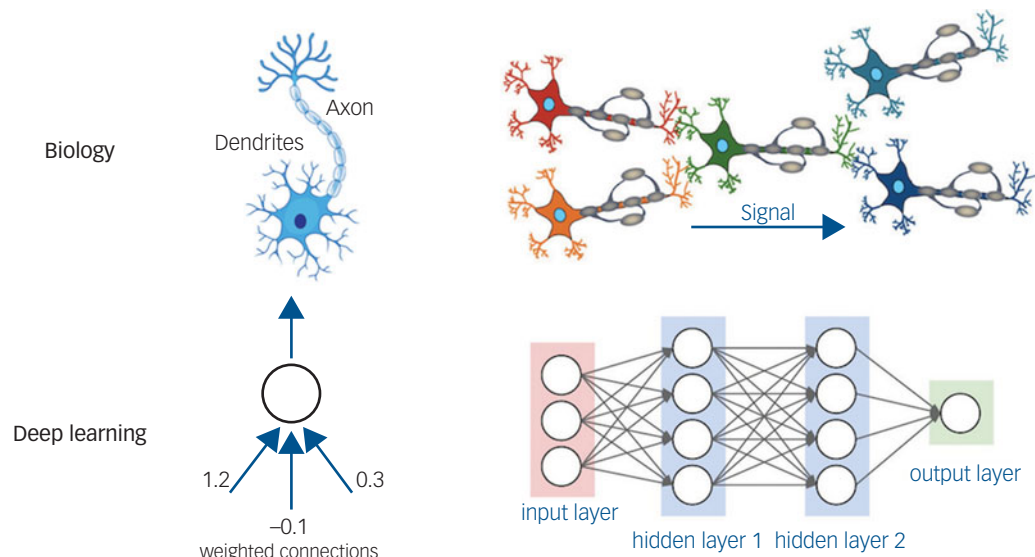 Biology
Axon
Dendrites
Signal
Deep learning
1.2
0.3
–0.1
weighted connections
input layer
hidden layer 1
hidden layer 2
output layer